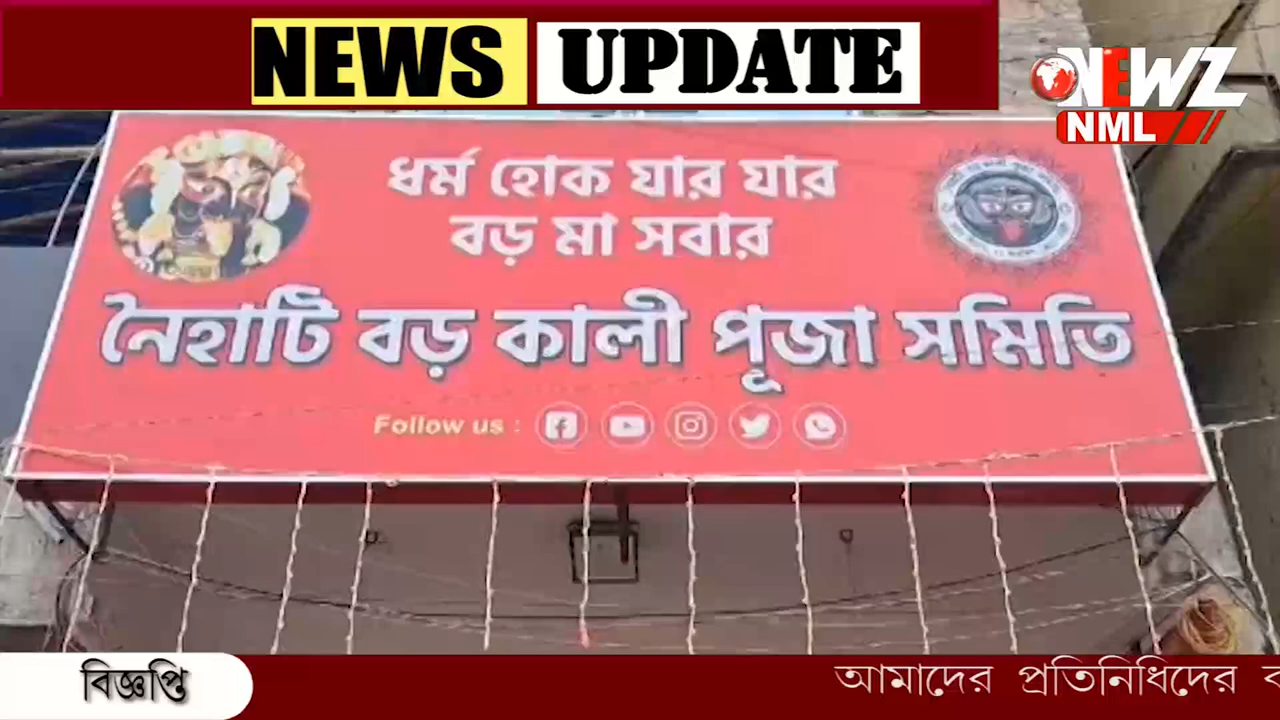 NEWS UPDATE
NEWZ
NML
ধর্ম হোক যার যার
বড় মা সবার
নৈহাটি বড় কালী পূজা সমিতি
Follow us :
বিজ্ঞপ্তি
আমাদের প্রতিনিধিদের